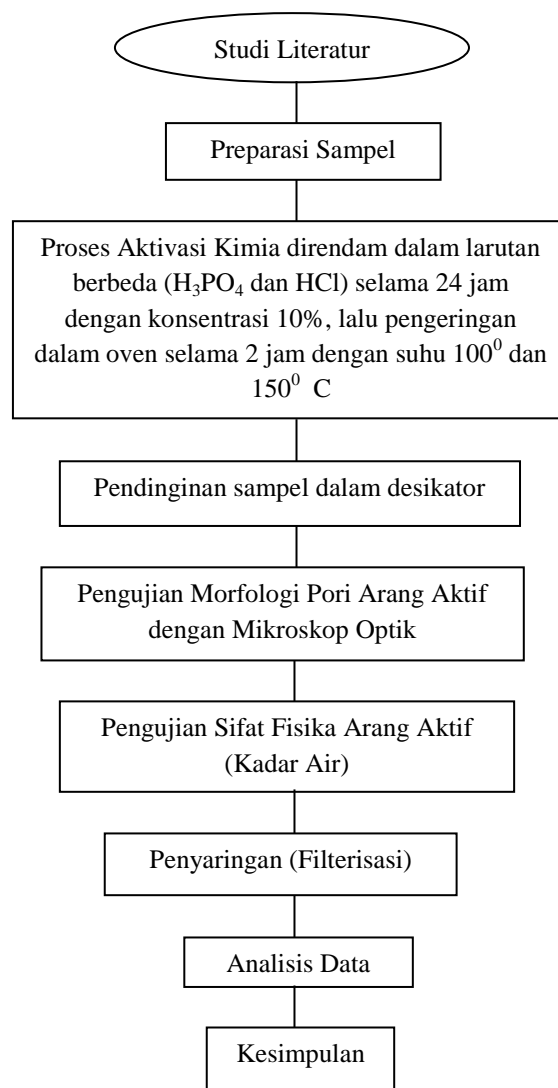 Studi Literatur
Preparasi Sampel
Proses Aktivasi Kimia direndam dalam larutan
berbeda (H₃PO₄ dan HCl) selama 24 jam
dengan konsentrasi 10%, lalu pengeringan
dalam oven selama 2 jam dengan suhu 100⁰ dan
150⁰ C
Pendinginan sampel dalam desikator
Pengujian Morfologi Pori Arang Aktif
dengan Mikroskop Optik
Pengujian Sifat Fisika Arang Aktif
(Kadar Air)
Penyaringan (Filterisasi)
Analisis Data
Kesimpulan